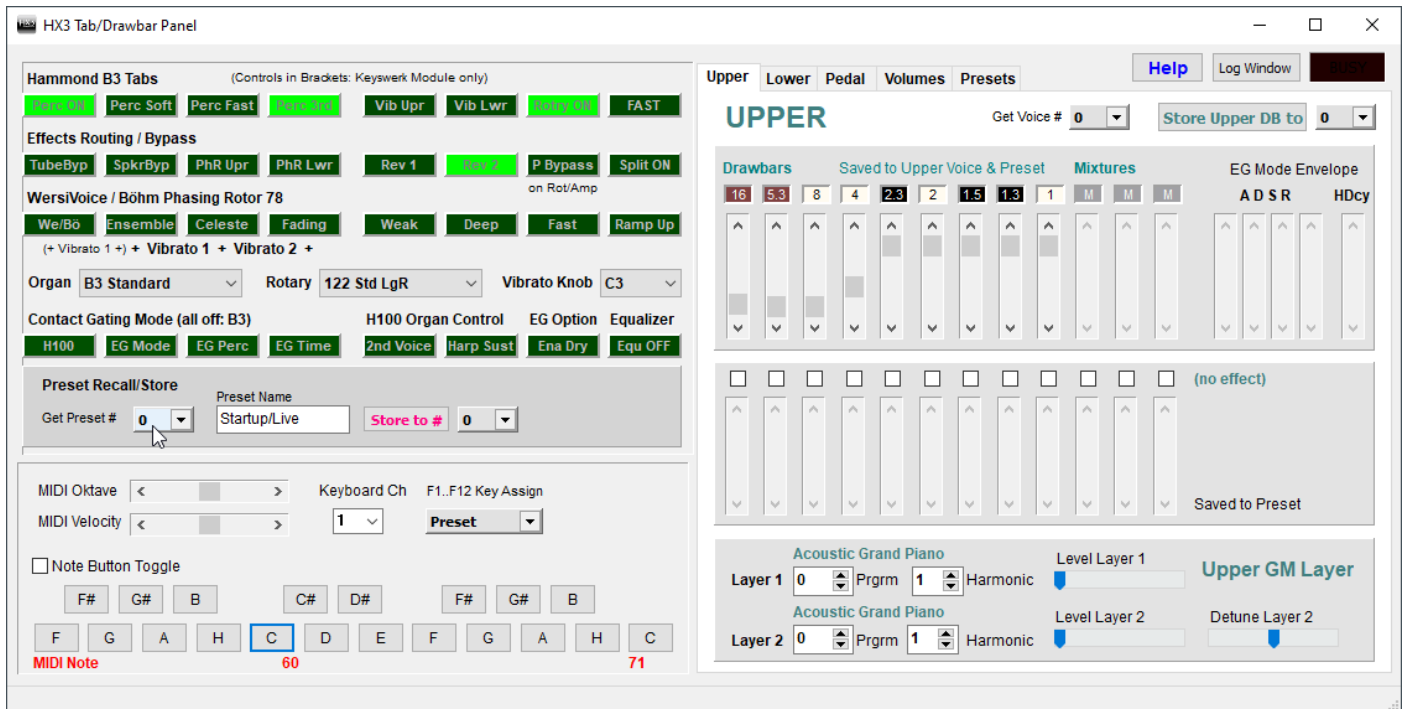 HX3 Tab/Drawbar Panel
Hammond B3 Tabs (Controls in Brackets: Keyswerk Module only)
Perc ON Perc Soft Perc Fast Perc 3rd Vib Upr Vib Lwr Rotry ON FAST
Effects Routing / Bypass
TubeByp SpkrByp PhR Upr PhR Lwr Rev 1 Rev 2 P Bypass Split ON
on Rot/Amp
WersiVoice / Böhm Phasing Rotor 78
We/Bö Ensemble Celeste Fading Weak Deep Fast Ramp Up
(+ Vibrato 1 +) + Vibrato 1 + Vibrato 2 +
Organ B3 Standard Rotary 122 Std LgR Vibrato Knob C3
Contact Gating Mode (all off: B3) H100 Organ Control EG Option Equalizer
H100 EG Mode EG Perc EG Time 2nd Voice Harp Sust Ena Dry Equ OFF
Preset Recall/Store
Preset Name
Get Preset # 0 Startup/Live Store to # 0
MIDI Oktave Keyboard Ch F1..F12 Key Assign
MIDI Velocity 1 Preset
Note Button Toggle
F# G# B C# D# F# G# B
F G A H C D E F G A H C
MIDI Note 60 71
Help Log Window BUSY
Upper Lower Pedal Volumes Presets
UPPER Get Voice # 0 Store Upper DB to 0
Drawbars Saved to Upper Voice & Preset Mixtures EG Mode Envelope
16 5.3 8 4 2.3 2 1.5 1.3 1 M M M A D S R HDcy
(no effect)
Saved to Preset
Acoustic Grand Piano Level Layer 1
Layer 1 0 Prgrm 1 Harmonic Upper GM Layer
Acoustic Grand Piano Level Layer 2 Detune Layer 2
Layer 2 0 Prgrm 1 Harmonic